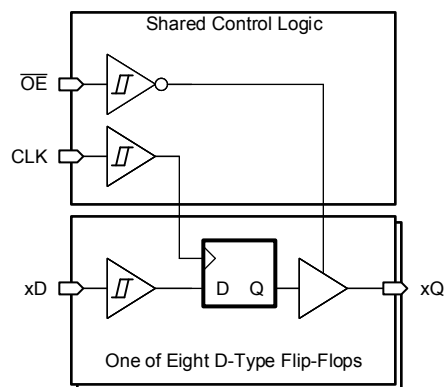 Shared Control Logic
OE
CLK
D Q
xD
xQ
One of Eight D-Type Flip-Flops